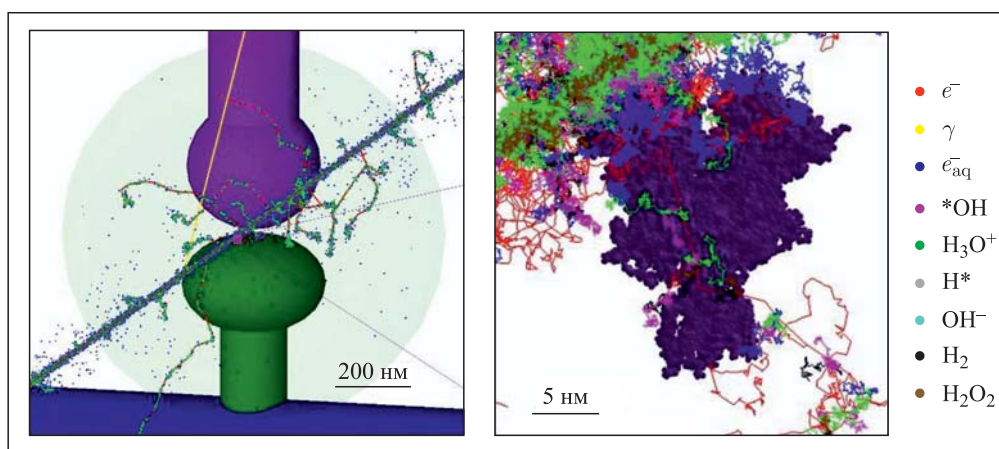 200 нм
5 нм
e⁻
γ
e⁻aq
*OH
H₃O⁺
H*
OH⁻
H₂
H₂O₂